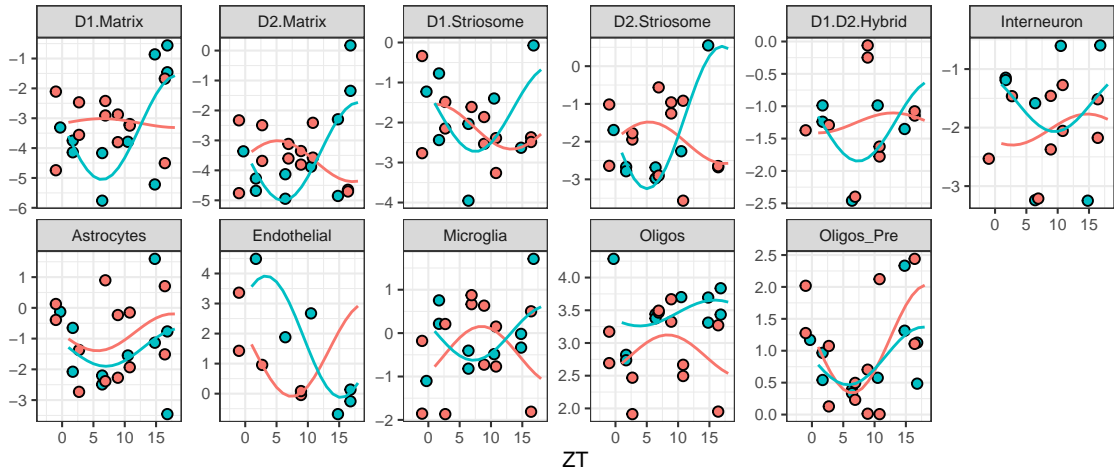 D1.Matrix D2.Matrix D1.Striosome D2.Striosome D1.D2.Hybrid Interneuron
−1 −2 −3 −4 −5 −6
0 −1 −2 −3 −4 −5
0 −1 −2 −3 −4
0 −1 −2 −3
0.0 −0.5 −1.0 −1.5 −2.0 −2.5
−1 −2 −3
0 5 10 15
Astrocytes Endothelial Microglia Oligos Oligos_Pre
1 0 −1 −2 −3
4 3 2 1 0
1 0 −1 −2
4.0 3.5 3.0 2.5 2.0
2.5 2.0 1.5 1.0 0.5 0.0
0 5 10 15 0 5 10 15 0 5 10 15 0 5 10 15 0 5 10 15
ZT